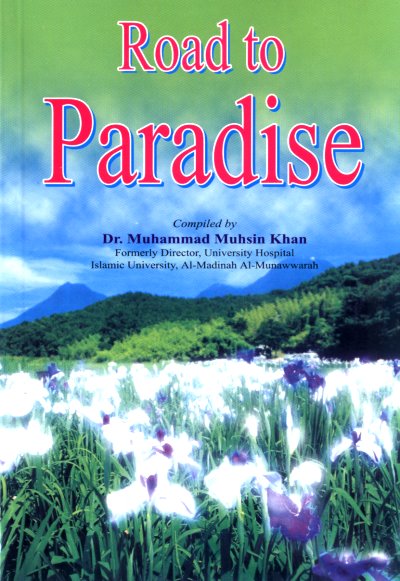 Road to
Paradise
Compiled by
Dr. Muhammad Muhsin Khan
Formerly Director, University Hospital
Islamic University, Al-Madinah Al-Munawwarah